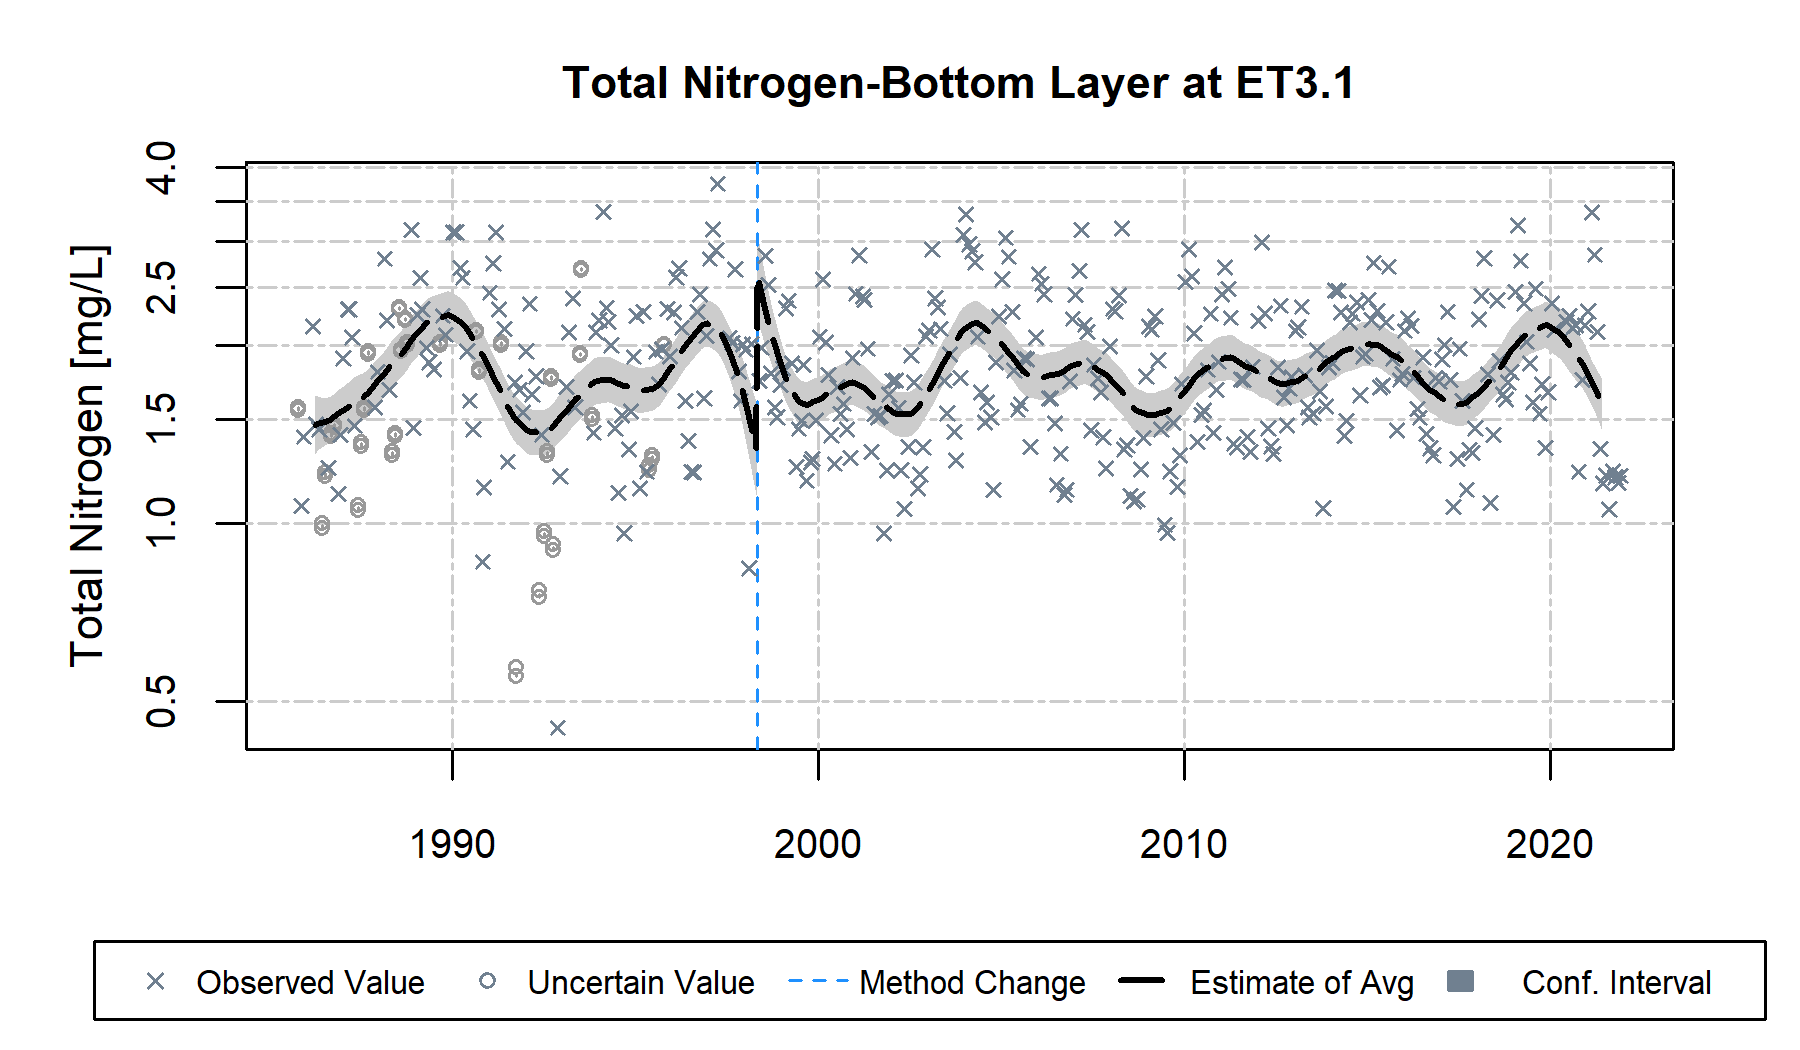 Total Nitrogen-Bottom Layer at ET3.1
Total Nitrogen [mg/L]
4.0
2.5
1.5
1.0
0.5
1990 2000 2010 2020
Observed Value Uncertain Value Method Change Estimate of Avg Conf. Interval